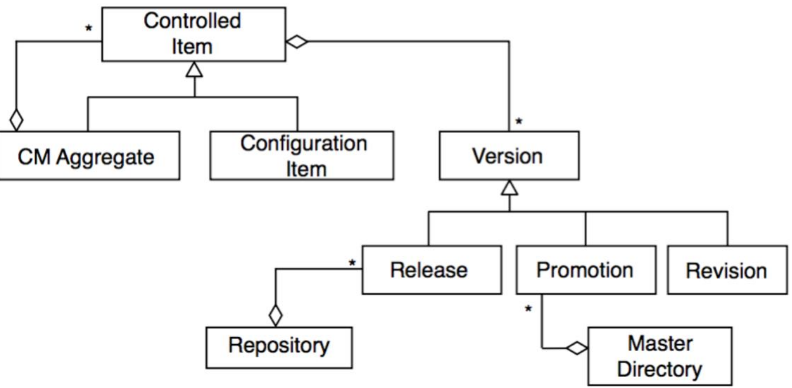 Controlled
Item
*
*
CM Aggregate
Configuration
Item
Version
*
Release
Promotion
Revision
*
Repository
Master
Directory